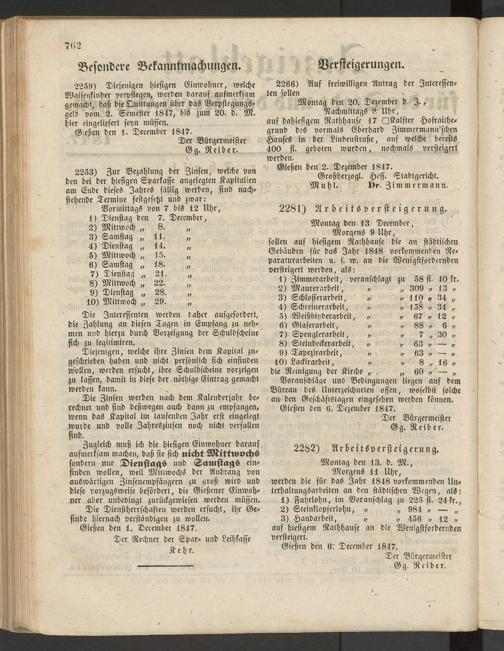 762
Besondere Bekanntmachungen.
2259) Diejenigen hiesigen Einwohner, welche
Waisenkinder verpflegen, werden darauf aufmerksam
gemacht, daß die Quittungen über das Verpflegungs-
geld vom 2. Semester 1847, bis zum 20. d. M.
hier eingeliefert seyn müssen.
Gießen den 1. December 1847.
Der Bürgermeister
Gg. Reiber.
2253) Zur Bezahlung der Zinsen, welche von
den bei der hiesigen Sparkasse angelegten Kapitalien
am Ende dieses Jahrs fällig werden, sind nach-
stehende Termine festgesetzt und zwar:
Vormittags von 7 bis 12 Uhr,
1) Dienstag den 7. December,
2) Mittwoch „ 8. „
3) Samstag „ 11. „
4) Dienstag „ 14. „
5) Mittwoch „ 15. „
6) Samstag „ 18. „
7) Dienstag „ 21. „
8) Mittwoch „ 22. „
9) Dienstag „ 28. „
10) Mittwoch „ 29. „
Die Interessenten werden daher aufgefordert,
die Zahlung an diesen Tagen in Empfang zu neh-
men und hierzu durch Vorzeigung der Schuldscheine
sich zu legitimiren.
Diejenigen, welche ihre Zinsen dem Kapital zu-
geschrieben haben und nicht persönlich sich einfinden
wollen, werden ersucht, ihre Schuldscheine vorzeigen
zu lassen, damit in diese der nöthige Eintrag gemacht
werden kann.
Die Zinsen werden nach dem Kalenderjahr be-
rechnet und sind deßwegen auch dann zu empfangen,
wenn das Kapital im laufenden Jahr erst eingelegt
wurde und volle Jahreszinsen noch nicht verfallen
sind.
Zugleich muß ich die hiesigen Einwohner darauf
aufmerksam machen, daß sie sich nicht Mittwochs
sondern nur Dienstags und Samstags ein-
finden wollen, weil Mittwochs der Andrang von
auswärtigen Zinsenempfängern zu groß wird und
diese vorzugsweise befördert, die Gießener Einwoh-
ner aber unbedingt zurückgewiesen werden müssen.
Die Dienstherrschaften werden ersucht, ihr Ge-
sinde hiernach verständigen zu wollen.
Gießen den 1. December 1847.
Der Rechner der Spar- und Leihkasse
Kehr.
Versteigerungen.
2266) Auf freiwilligen Antrag der Interessen-
ten sollen
Montag den 20. Dezember d. J.,
Nachmittags 2 Uhr,
auf dahiesigem Rathhause 17 □Kalfter Hofraithe-
grund des vormals Eberhard Zimmermann'schen
Hauses in der Lindenstraße, auf welche bereits
400 fl. geboten wurden, nochmals versteigert
werden.
Gießen den 2. Dezember 1847.
Großherzogl. Hess. Stadtgericht.
Muhl. Dr. Zimmermann.
2281) Arbeitsversteigerung.
Montag den 13 December,
Morgens 9 Uhr,
sollen auf hiesigem Rathhause die an städtischen
Gebäuden für das Jahr 1848 vorkommenden Re-
paraturarbeiten u. s. w. an die Wenigstfordernden
versteigert werden, als:
1) Zimmerarbeit, veranschlagt zu 58 fl. 40 kr.
2) Maurerarbeit, „ „ 309 „ 13 „
3) Schlosserarbeit, „ „ 110 „ 34 „
4) Schreinerarbeit, „ „ 158 „ 34 „
5) Weißbinderarbeit „ „ 67 „ 12 „
6) Glaserarbeit, „ „ 88 „ 6 „
7) Spenglerarbeit, „ „ 7 „ 30 „
8) Steindeckerarbeit, „ „ 63 „ — „
9) Tapezirarbeit, „ „ 63 „ — „
10) Lackirarbeit, „ „ 8 „ 16 „
die Reinigung der Kirche „ „ 60 „ — „
Voranschläge und Bedingungen liegen auf dem
Büreau des Unterzeichneten offen, woselbst solche
an den Geschäftstagen eingesehen werden können.
Gießen den 6. Dezember 1847.
Der Bürgermeister
Gg. Reiber.
2282) Arbeitsversteigerung.
Montag den 13. d. M.,
Morgens 11 Uhr,
werden die für das Jahr 1848 vorkommenden Un-
terhaltungsarbeiten an den städtischen Wegen, als:
1) Fuhrlohn, im Voranschlag zu 225 fl. 24 kr.,
2) Steinklopferlohn, „ „ 984 „ — „
3) Handarbeit, „ „ 456 „ 12 „
auf hiesigem Rathhause an die Wenigstfordernden
versteigert.
Gießen den 6. December 1847.
Der Bürgermeister
Gg. Reiber.